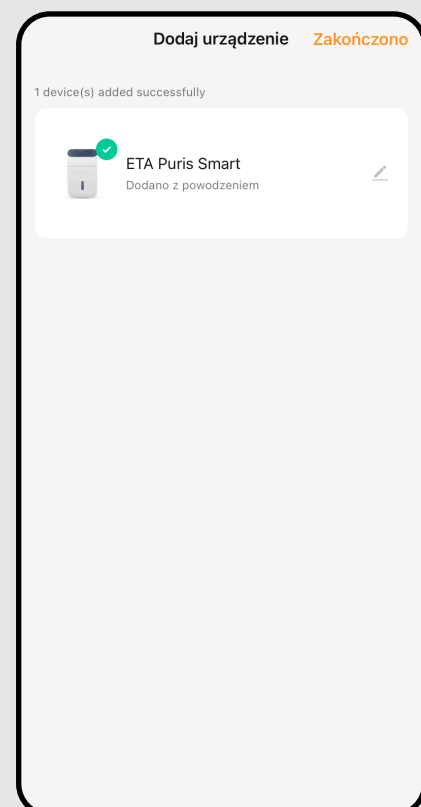 Dodaj urządzenie Zakończono
1 device(s) added successfully
ETA Puris Smart
Dodano z powodzeniem